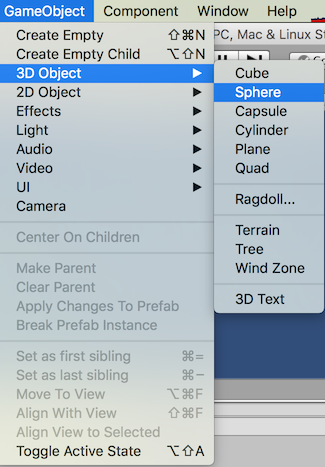 GameObject Component Window Help
PC, Mac & Linux St
Create Empty ⇧⌘N
Create Empty Child ⌥⇧N
3D Object ▶
2D Object ▶
Effects ▶
Light ▶
Audio ▶
Video ▶
UI ▶
Camera
Center On Children
Make Parent
Clear Parent
Apply Changes To Prefab
Break Prefab Instance
Set as first sibling ⌘=
Set as last sibling ⌘−
Move To View ⌥⌘F
Align With View ⇧⌘F
Align View to Selected
Toggle Active State ⌥⇧A
Cube
Sphere
Capsule
Cylinder
Plane
Quad
Ragdoll...
Terrain
Tree
Wind Zone
3D Text